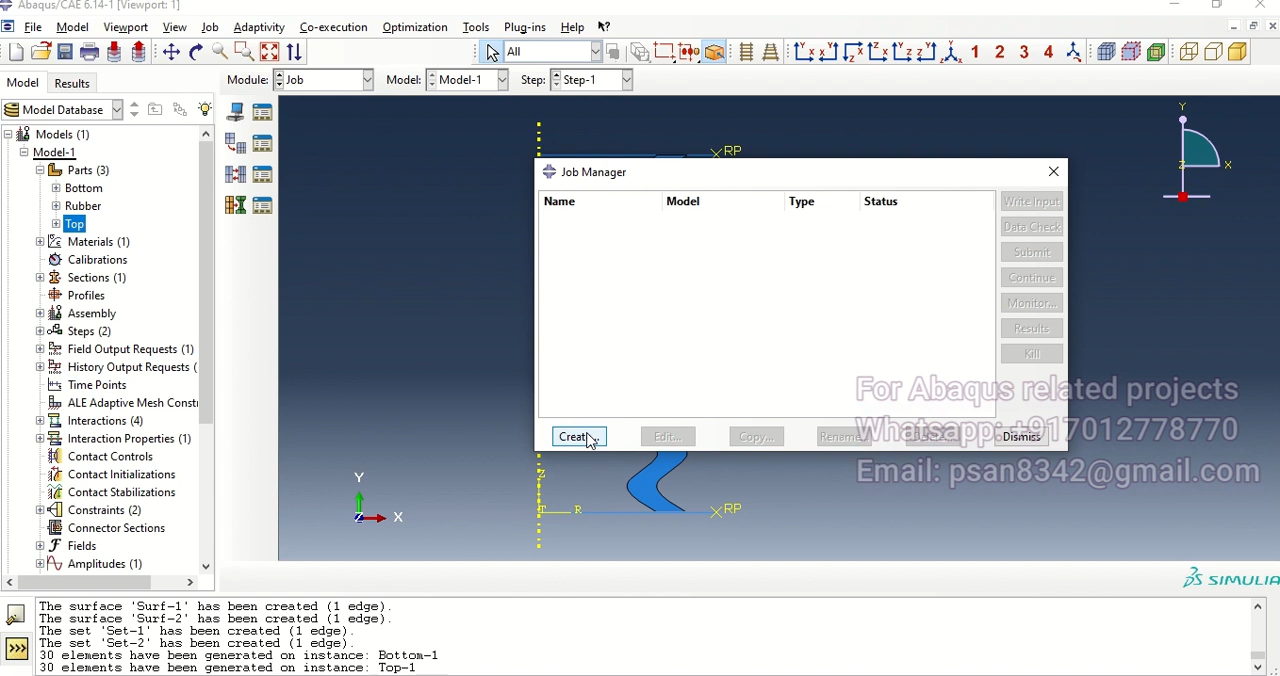 Abaqus/CAE 6.14-1 [Viewport: 1]
File Model Viewport View Job Adaptivity Co-execution Optimization Tools Plug-ins Help
All
1 2 3 4
Model Results
Module: Job Model: Model-1 Step: Step-1
Model Database
Models (1)
Model-1
Parts (3)
Bottom
Rubber
Top
Materials (1)
Calibrations
Sections (1)
Profiles
Assembly
Steps (2)
Field Output Requests (1)
History Output Requests (
Time Points
ALE Adaptive Mesh Constr
Interactions (4)
Interaction Properties (1)
Contact Controls
Contact Initializations
Contact Stabilizations
Constraints (2)
Connector Sections
Fields
Amplitudes (1)
RP
Y
Z
X
Job Manager
Name Model Type Status
Write Input
Data Check
Submit
Continue
Monitor...
Results
Kill
Edit... Copy... Dismiss
For Abaqus related projects
Whatsapp: +917012778770
Email: psan8342@gmail.com
Z
T R
RP
Y
Z
X
SIMULIA
The surface 'Surf-1' has been created (1 edge).
The surface 'Surf-2' has been created (1 edge).
The set 'Set-1' has been created (1 edge).
The set 'Set-2' has been created (1 edge).
30 elements have been generated on instance: Bottom-1
30 elements have been generated on instance: Top-1